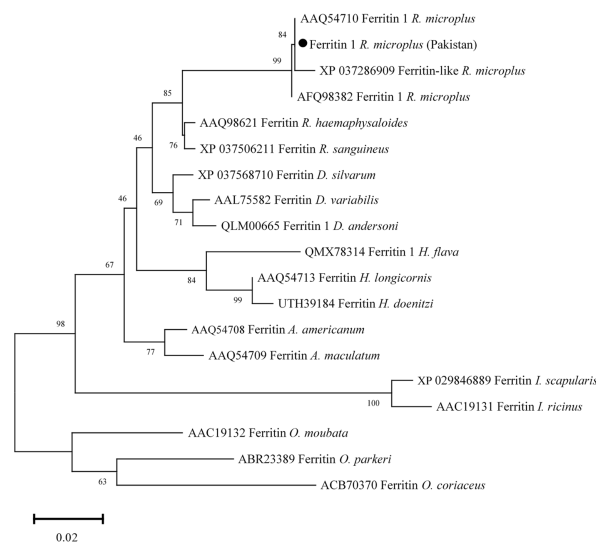 AAQ54710 Ferritin 1 R. microplus
84
Ferritin 1 R. microplus (Pakistan)
99
XP 037286909 Ferritin-like R. microplus
85
AFQ98382 Ferritin 1 R. microplus
AAQ98621 Ferritin R. haemaphysaloides
46
76
XP 037506211 Ferritin R. sanguineus
XP 037568710 Ferritin D. silvarum
46
69
AAL75582 Ferritin D. variabilis
71
QLM00665 Ferritin 1 D. andersoni
QMX78314 Ferritin 1 H. flava
67
84
AAQ54713 Ferritin H. longicornis
99
UTH39184 Ferritin H. doenitzi
98
AAQ54708 Ferritin A. americanum
77
AAQ54709 Ferritin A. maculatum
XP 029846889 Ferritin I. scapularis
100
AAC19131 Ferritin I. ricinus
AAC19132 Ferritin O. moubata
ABR23389 Ferritin O. parkeri
63
ACB70370 Ferritin O. coriaceus
0.02